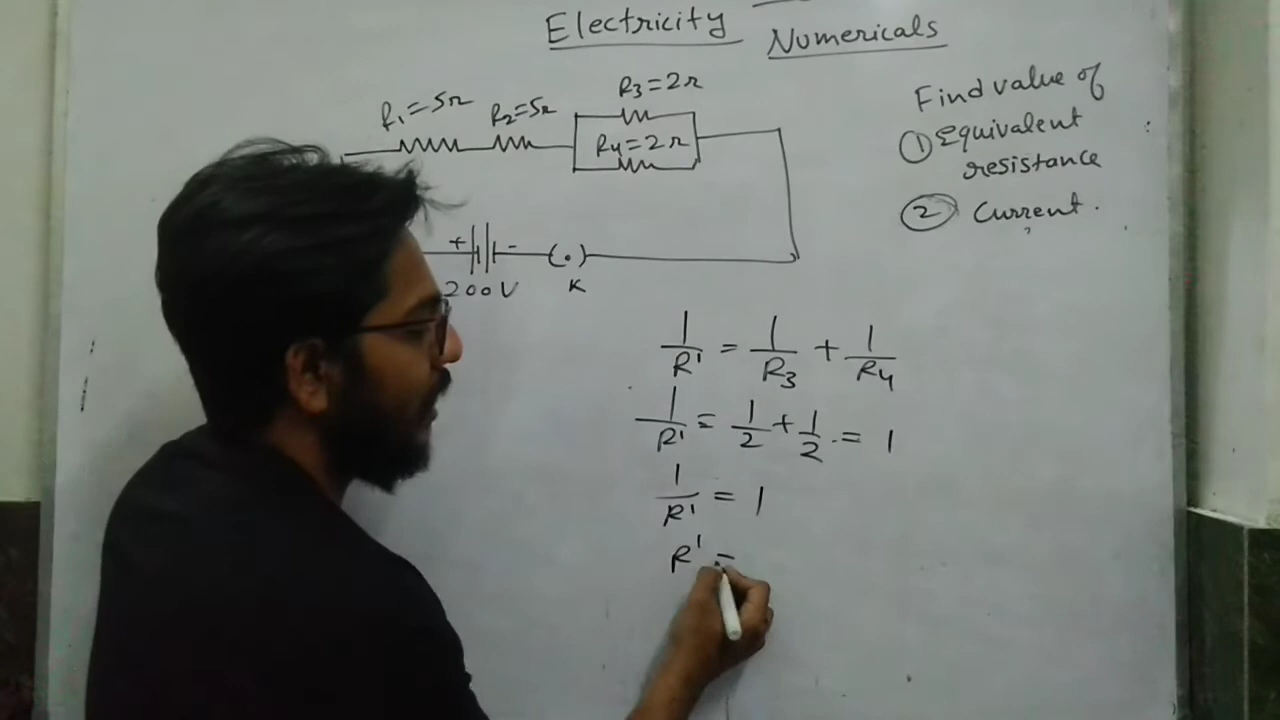 Electricity Numericals
R1=5Ω R2=5Ω R3=2Ω
R4=2Ω
Find value of
① Equivalent
resistance
② Current.
+ -
200V K
1/R' = 1/R3 + 1/R4
1/R' = 1/2 + 1/2 . = 1
1/R' = 1
R' =